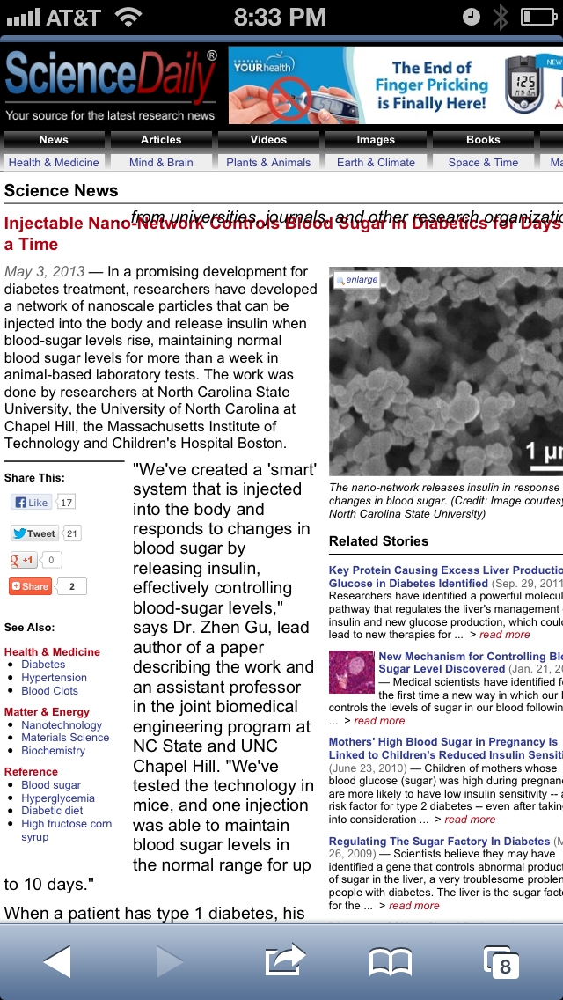 AT&T 8:33 PM
ScienceDaily®
Your source for the latest research news
CONTROL
YOURhealth
The End of
Finger Pricking
is Finally Here!
125
NEW
News Articles Videos Images Books
Health & Medicine Mind & Brain Plants & Animals Earth & Climate Space & Time Ma
Science News
from universities, journals, and other research organizatio
Injectable Nano-Network Controls Blood Sugar in Diabetics for Days
a Time
May 3, 2013 — In a promising development for
diabetes treatment, researchers have developed
a network of nanoscale particles that can be
injected into the body and release insulin when
blood-sugar levels rise, maintaining normal
blood sugar levels for more than a week in
animal-based laboratory tests. The work was
done by researchers at North Carolina State
University, the University of North Carolina at
Chapel Hill, the Massachusetts Institute of
Technology and Children's Hospital Boston.
Share This:
Like 17
Tweet 21
g +1 0
Share 2
See Also:
Health & Medicine
• Diabetes
• Hypertension
• Blood Clots
Matter & Energy
• Nanotechnology
• Materials Science
• Biochemistry
Reference
• Blood sugar
• Hyperglycemia
• Diabetic diet
• High fructose corn
syrup
"We've created a 'smart'
system that is injected
into the body and
responds to changes in
blood sugar by
releasing insulin,
effectively controlling
blood-sugar levels,"
says Dr. Zhen Gu, lead
author of a paper
describing the work and
an assistant professor
in the joint biomedical
engineering program at
NC State and UNC
Chapel Hill. "We've
tested the technology in
mice, and one injection
was able to maintain
blood sugar levels in
the normal range for up
to 10 days."
When a patient has type 1 diabetes, his
enlarge
1 µm
The nano-network releases insulin in response
changes in blood sugar. (Credit: Image courtesy
North Carolina State University)
Related Stories
Key Protein Causing Excess Liver Productio
Glucose in Diabetes Identified (Sep. 29, 2011
Researchers have identified a powerful molecul
pathway that regulates the liver's management
insulin and new glucose production, which coul
lead to new therapies for ... > read more
New Mechanism for Controlling Blo
Sugar Level Discovered (Jan. 21, 20
— Medical scientists have identified f
the first time a new way in which our
controls the levels of sugar in our blood followin
... > read more
Mothers' High Blood Sugar in Pregnancy Is
Linked to Children's Reduced Insulin Sensiti
(June 23, 2010) — Children of mothers whose
blood glucose (sugar) was high during pregnan
are more likely to have low insulin sensitivity -- a
risk factor for type 2 diabetes -- even after takin
into consideration ... > read more
Regulating The Sugar Factory In Diabetes (M
26, 2009) — Scientists believe they may have
identified a gene that controls abnormal product
of sugar in the liver, a very troublesome problem
people with diabetes. The liver is the sugar facto
for the ... > read more
8